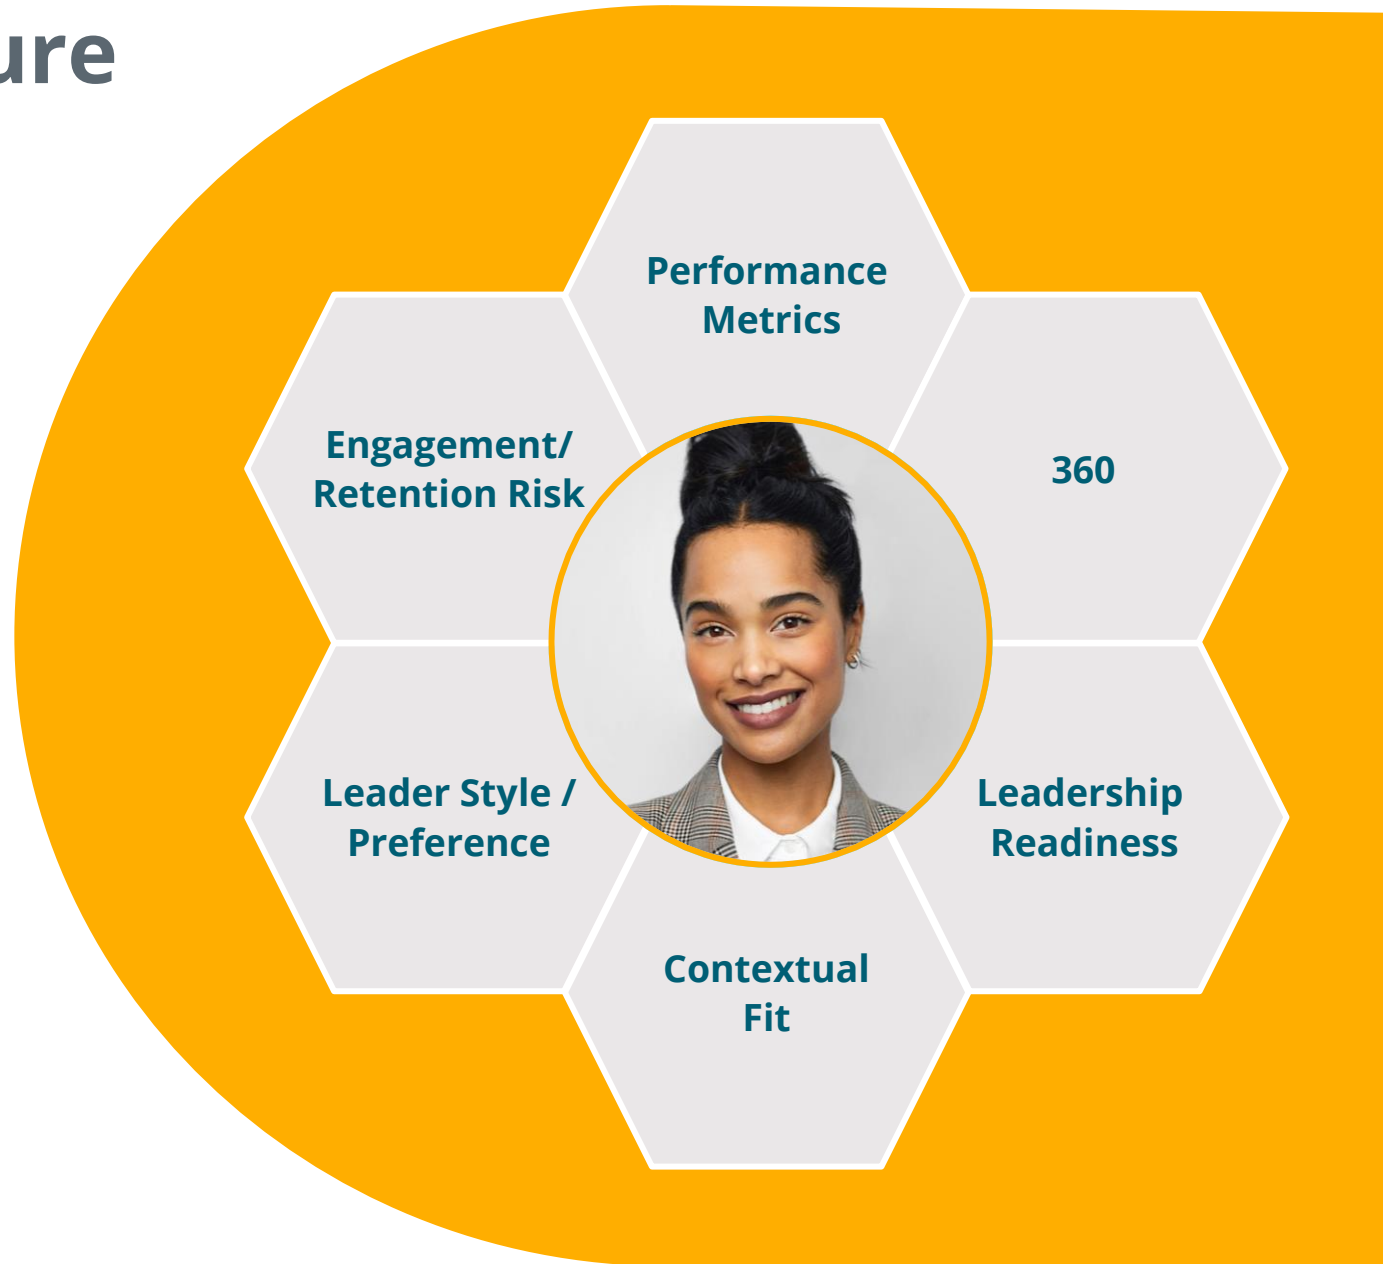 ure
Performance
Metrics
Engagement/
Retention Risk
360
Leader Style /
Preference
Leadership
Readiness
Contextual
Fit